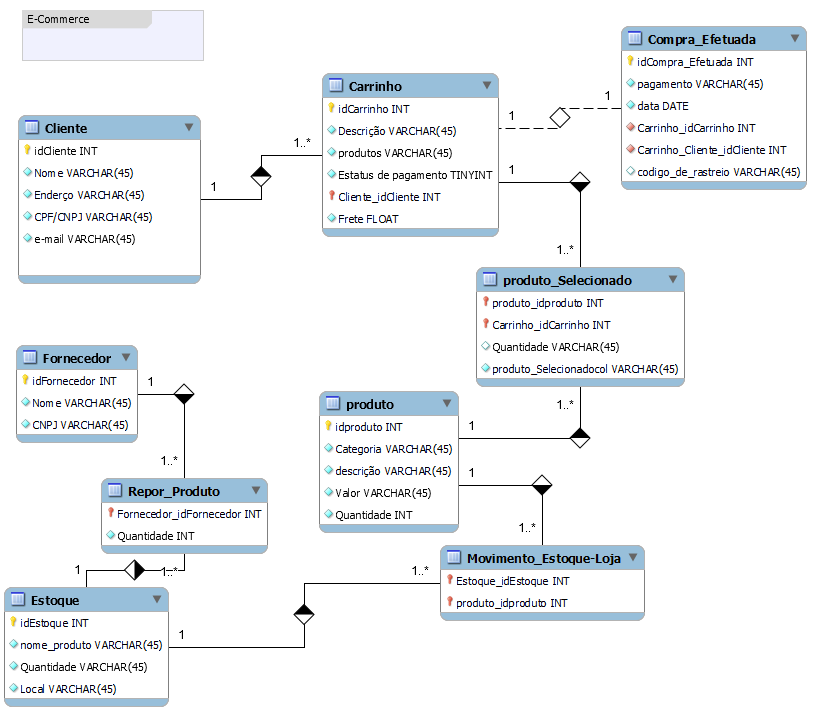 E-Commerce
Compra_Efetuada
idCompra_Efetuada INT
pagamento VARCHAR(45)
data DATE
Carrinho_idCarrinho INT
Carrinho_Cliente_idCliente INT
codigo_de_rastreio VARCHAR(45)
1
1
Carrinho
idCarrinho INT
Descrição VARCHAR(45)
produtos VARCHAR(45)
Estatus de pagamento TINYINT
Cliente_idCliente INT
Frete FLOAT
Cliente
idCliente INT
Nome VARCHAR(45)
Enderço VARCHAR(45)
CPF/CNPJ VARCHAR(45)
e-mail VARCHAR(45)
1
1..*
1
1..*
produto_Selecionado
produto_idproduto INT
Carrinho_idCarrinho INT
Quantidade VARCHAR(45)
produto_Selecionadocol VARCHAR(45)
1..*
1
Fornecedor
idFornecedor INT
Nome VARCHAR(45)
CNPJ VARCHAR(45)
1
1..*
produto
idproduto INT
Categoria VARCHAR(45)
descrição VARCHAR(45)
Valor VARCHAR(45)
Quantidade INT
1
1..*
Repor_Produto
Fornecedor_idFornecedor INT
Quantidade INT
1
1..*
Movimento_Estoque-Loja
Estoque_idEstoque INT
produto_idproduto INT
1..*
1
Estoque
idEstoque INT
nome_produto VARCHAR(45)
Quantidade VARCHAR(45)
Local VARCHAR(45)